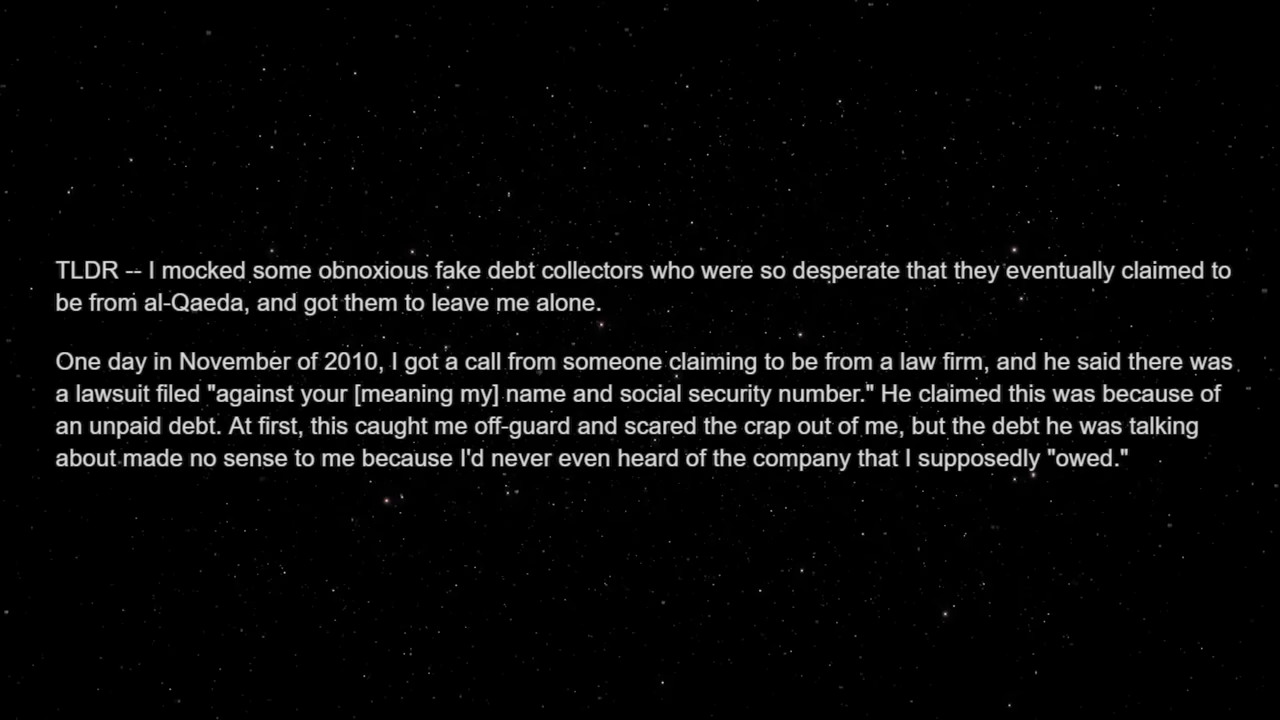 TLDR -- I mocked some obnoxious fake debt collectors who were so desperate that they eventually claimed to
be from al-Qaeda, and got them to leave me alone.
One day in November of 2010, I got a call from someone claiming to be from a law firm, and he said there was
a lawsuit filed "against your [meaning my] name and social security number." He claimed this was because of
an unpaid debt. At first, this caught me off-guard and scared the crap out of me, but the debt he was talking
about made no sense to me because I'd never even heard of the company that I supposedly "owed."